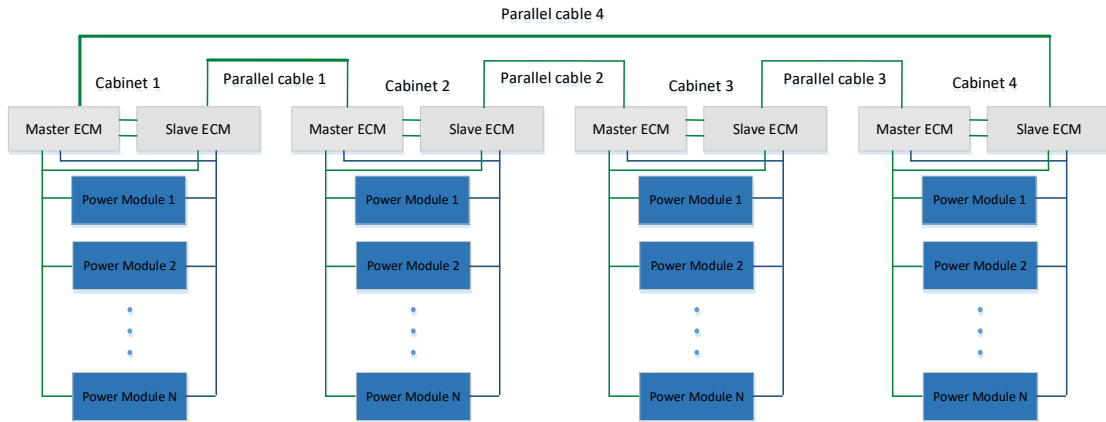 Parallel cable 4
Cabinet 1
Parallel cable 1
Cabinet 2
Parallel cable 2
Cabinet 3
Parallel cable 3
Cabinet 4
Master ECM
Slave ECM
Master ECM
Slave ECM
Master ECM
Slave ECM
Master ECM
Slave ECM
Power Module 1
Power Module 1
Power Module 1
Power Module 1
Power Module 2
Power Module 2
Power Module 2
Power Module 2
Power Module N
Power Module N
Power Module N
Power Module N